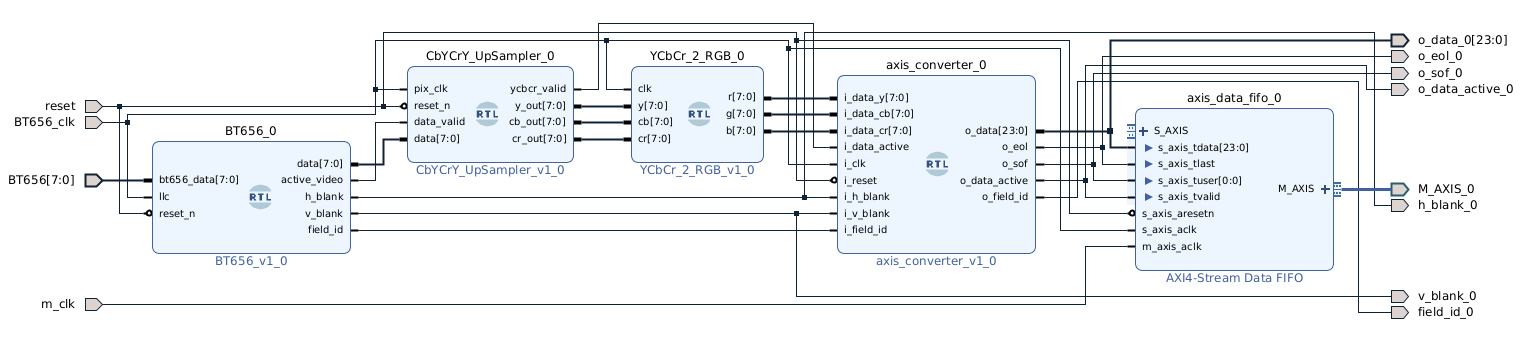 reset
BT656_clk
BT656[7:0]
m_clk
BT656_0
bt656_data[7:0]
llc
reset_n
RTL
data[7:0]
active_video
h_blank
v_blank
field_id
BT656_v1_0
CbYCrY_UpSampler_0
pix_clk
reset_n
data_valid
data[7:0]
RTL
ycbcr_valid
y_out[7:0]
cb_out[7:0]
cr_out[7:0]
CbYCrY_UpSampler_v1_0
YCbCr_2_RGB_0
clk
y[7:0]
cb[7:0]
cr[7:0]
RTL
r[7:0]
g[7:0]
b[7:0]
YCbCr_2_RGB_v1_0
axis_converter_0
i_data_y[7:0]
i_data_cb[7:0]
i_data_cr[7:0]
i_data_active
i_clk
i_reset
i_h_blank
i_v_blank
i_field_id
RTL
o_data[23:0]
o_eol
o_sof
o_data_active
o_field_id
axis_converter_v1_0
axis_data_fifo_0
S_AXIS
s_axis_tdata[23:0]
s_axis_tlast
s_axis_tuser[0:0]
s_axis_tvalid
s_axis_aresetn
s_axis_aclk
m_axis_aclk
M_AXIS
AXI4-Stream Data FIFO
o_data_0[23:0]
o_eol_0
o_sof_0
o_data_active_0
M_AXIS_0
h_blank_0
v_blank_0
field_id_0